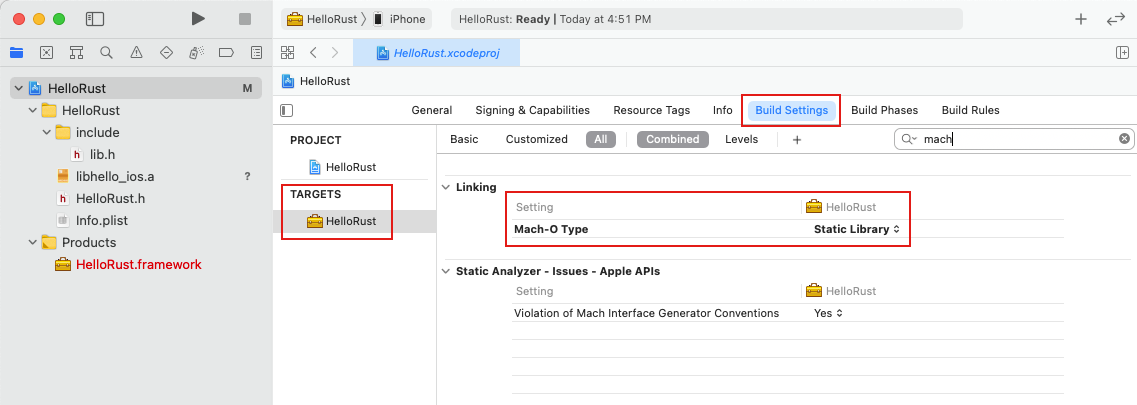 HelloRust
iPhone
HelloRust: Ready | Today at 4:51 PM
HelloRust.xcodeproj
HelloRust
M
HelloRust
include
h lib.h
libhello_ios.a
?
h HelloRust.h
Info.plist
Products
HelloRust.framework
HelloRust
General
Signing & Capabilities
Resource Tags
Info
Build Settings
Build Phases
Build Rules
PROJECT
HelloRust
TARGETS
HelloRust
Basic
Customized
All
Combined
Levels
mach
Linking
Setting
HelloRust
Mach-O Type
Static Library
Static Analyzer - Issues - Apple APIs
Setting
HelloRust
Violation of Mach Interface Generator Conventions
Yes